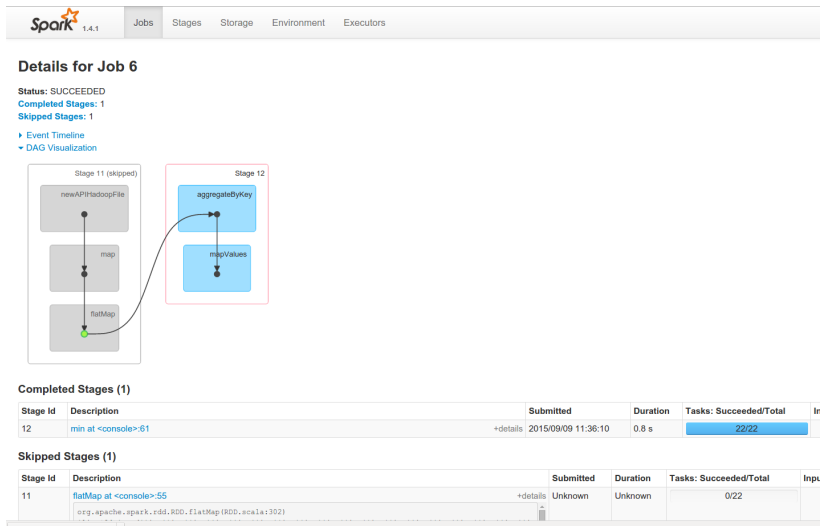 Spark 1.4.1 Jobs Stages Storage Environment Executors
Details for Job 6
Status: SUCCEEDED
Completed Stages: 1
Skipped Stages: 1
Event Timeline
DAG Visualization
Stage 11 (skipped) Stage 12
newAPIHadoopFile aggregateByKey
map mapValues
flatMap
Completed Stages (1)
Stage Id Description Submitted Duration Tasks: Succeeded/Total In
12 min at <console>:61 +details 2015/09/09 11:36:10 0.8 s 22/22
Skipped Stages (1)
Stage Id Description Submitted Duration Tasks: Succeeded/Total Inpu
11 flatMap at <console>:55 +details Unknown Unknown 0/22
org.apache.spark.rdd.RDD.flatMap(RDD.scala:302)